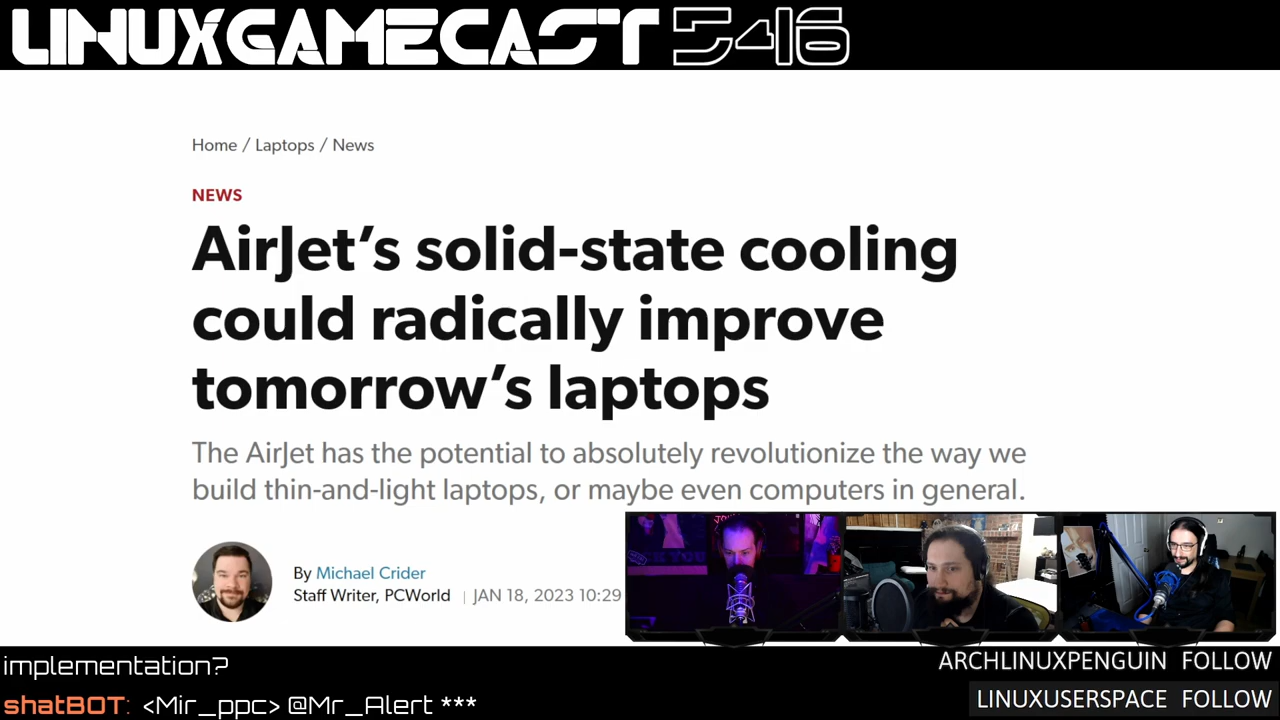 LINUXGAMECAST 546
Home / Laptops / News
NEWS
AirJet’s solid-state cooling
could radically improve
tomorrow’s laptops
The AirJet has the potential to absolutely revolutionize the way we
build thin-and-light laptops, or maybe even computers in general.
By Michael Crider
Staff Writer, PCWorld | JAN 18, 2023 10:29
implementation?
shatBOT: <Mir_ppc> @Mr_Alert ***
ARCHLINUXPENGUIN FOLLOW
LINUXUSERSPACE FOLLOW